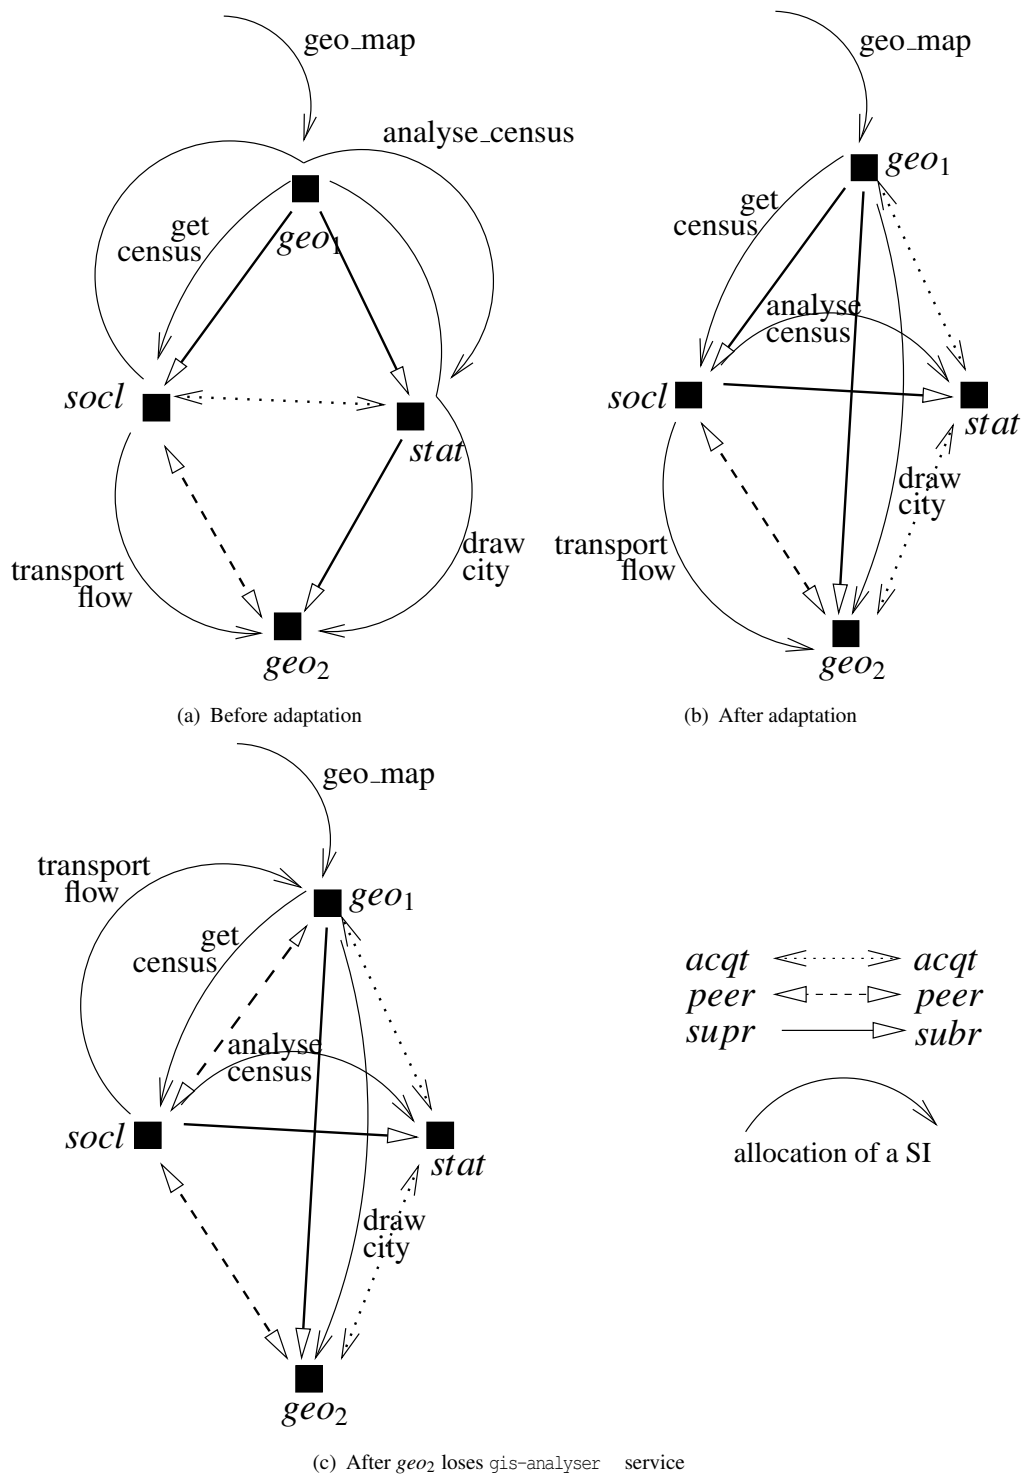 geo_map
analyse_census
get
census
geo1
socl
stat
transport
flow
draw
city
geo2
(a) Before adaptation
geo_map
geo1
get
census
analyse
census
socl
stat
draw
city
transport
flow
geo2
(b) After adaptation
geo_map
transport
flow
geo1
get
census
analyse
census
socl
stat
draw
city
geo2
acqt acqt
peer peer
supr subr
allocation of a SI
(c) After geo2 loses gis-analyser service